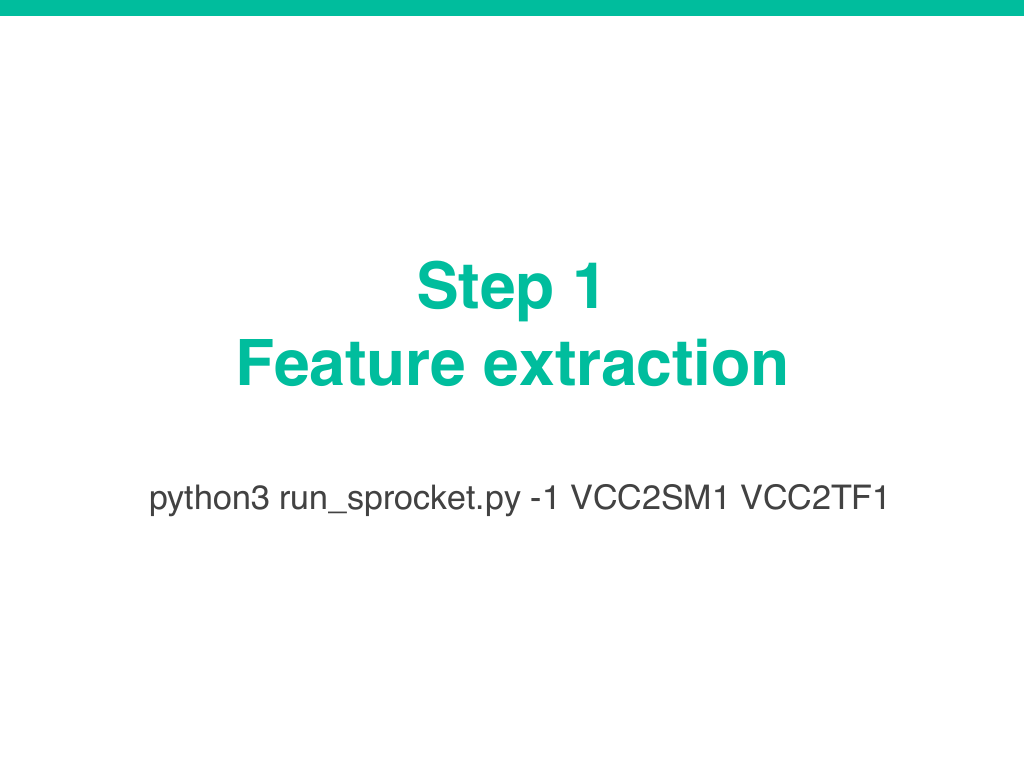 Step 1
Feature extraction
python3 run_sprocket.py -1 VCC2SM1 VCC2TF1